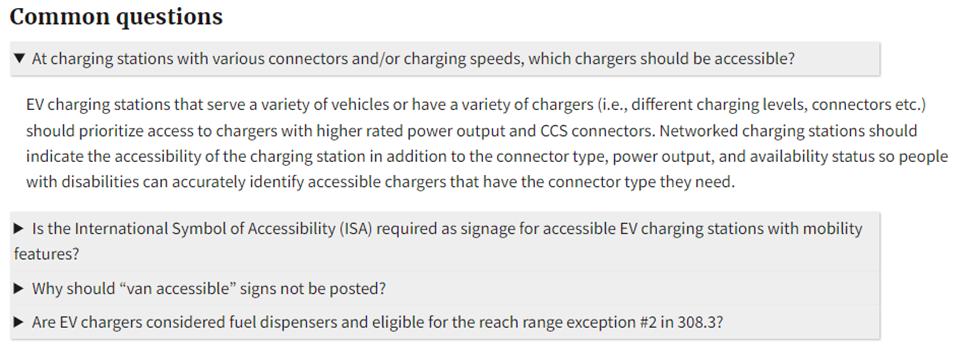 Common questions
▼ At charging stations with various connectors and/or charging speeds, which chargers should be accessible?
EV charging stations that serve a variety of vehicles or have a variety of chargers (i.e., different charging levels, connectors etc.)
should prioritize access to chargers with higher rated power output and CCS connectors. Networked charging stations should
indicate the accessibility of the charging station in addition to the connector type, power output, and availability status so people
with disabilities can accurately identify accessible chargers that have the connector type they need.
▶ Is the International Symbol of Accessibility (ISA) required as signage for accessible EV charging stations with mobility
features?
▶ Why should “van accessible” signs not be posted?
▶ Are EV chargers considered fuel dispensers and eligible for the reach range exception #2 in 308.3?